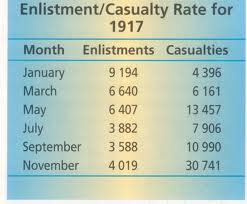 Enlistment/Casualty Rate for
1917
Month Enlistments Casualties
January 9 194 4 396
March 6 640 6 161
May 6 407 13 457
July 3 882 7 906
September 3 588 10 990
November 4 019 30 741